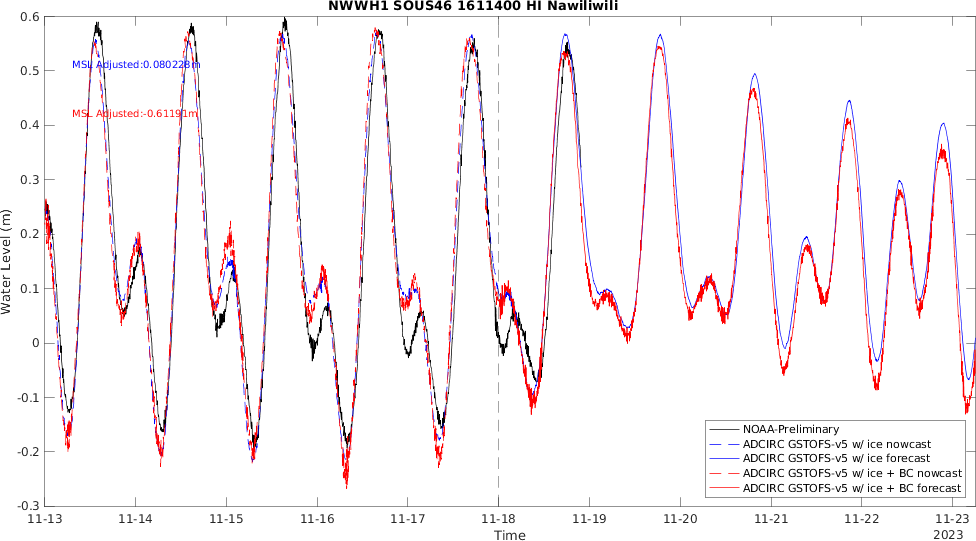 NWWH1 SOUS46 1611400 HI Nawiliwili
0.6
0.5
0.4
0.3
0.2
0.1
0
-0.1
-0.2
-0.3
Water Level (m)
MSL Adjusted:0.080228m
MSL Adjusted:-0.61191m
NOAA-Preliminary
ADCIRC GSTOFS-v5 w/ ice nowcast
ADCIRC GSTOFS-v5 w/ ice forecast
ADCIRC GSTOFS-v5 w/ ice + BC nowcast
ADCIRC GSTOFS-v5 w/ ice + BC forecast
11-13 11-14 11-15 11-16 11-17 11-18 11-19 11-20 11-21 11-22 11-23
Time
2023